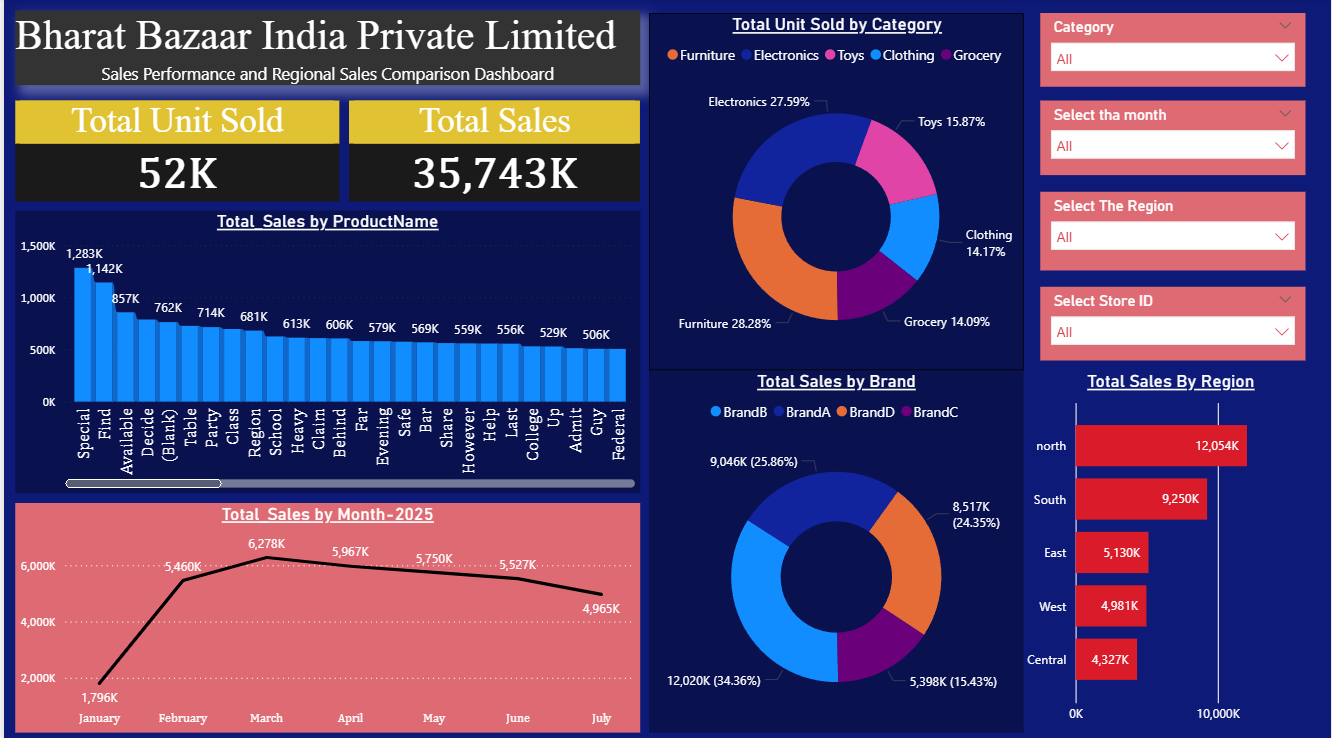 Bharat Bazaar India Private Limited
Sales Performance and Regional Sales Comparison Dashboard
Total Unit Sold
52K
Total Sales
35,743K
Total_Sales by ProductName
1,500K
1,000K
500K
0K
1,283K
1,142K
857K
762K
714K
681K
613K
606K
579K
569K
559K
556K
529K
506K
Special
Find
Available
Decide
(Blank)
Table
Party
Class
Region
School
Heavy
Claim
Behind
Far
Evening
Safe
Bar
Share
However
Help
Last
College
Up
Admit
Guy
Federal
Total_Sales by Month-2025
6,000K
4,000K
2,000K
1,796K
5,460K
6,278K
5,967K
5,750K
5,527K
4,965K
January
February
March
April
May
June
July
Total Unit Sold by Category
Furniture Electronics Toys Clothing Grocery
Electronics 27.59%
Toys 15.87%
Clothing
14.17%
Grocery 14.09%
Furniture 28.28%
Total Sales by Brand
BrandB BrandA BrandD BrandC
9,046K (25.86%)
8,517K
(24.35%)
5,398K (15.43%)
12,020K (34.36%)
Category
All
Select tha month
All
Select The Region
All
Select Store ID
All
Total Sales By Region
north 12,054K
South 9,250K
East 5,130K
West 4,981K
Central 4,327K
0K 10,000K